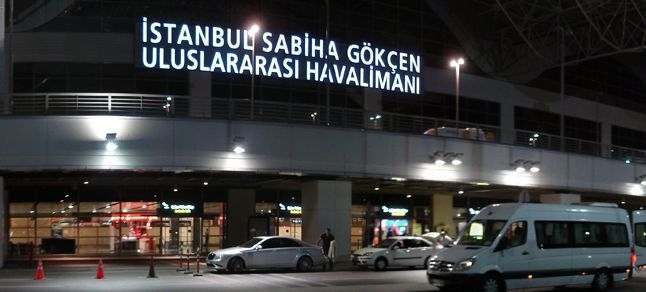 İSTANBUL SABİHA GÖKÇEN
ULUSLARARASI HAVALİMANI